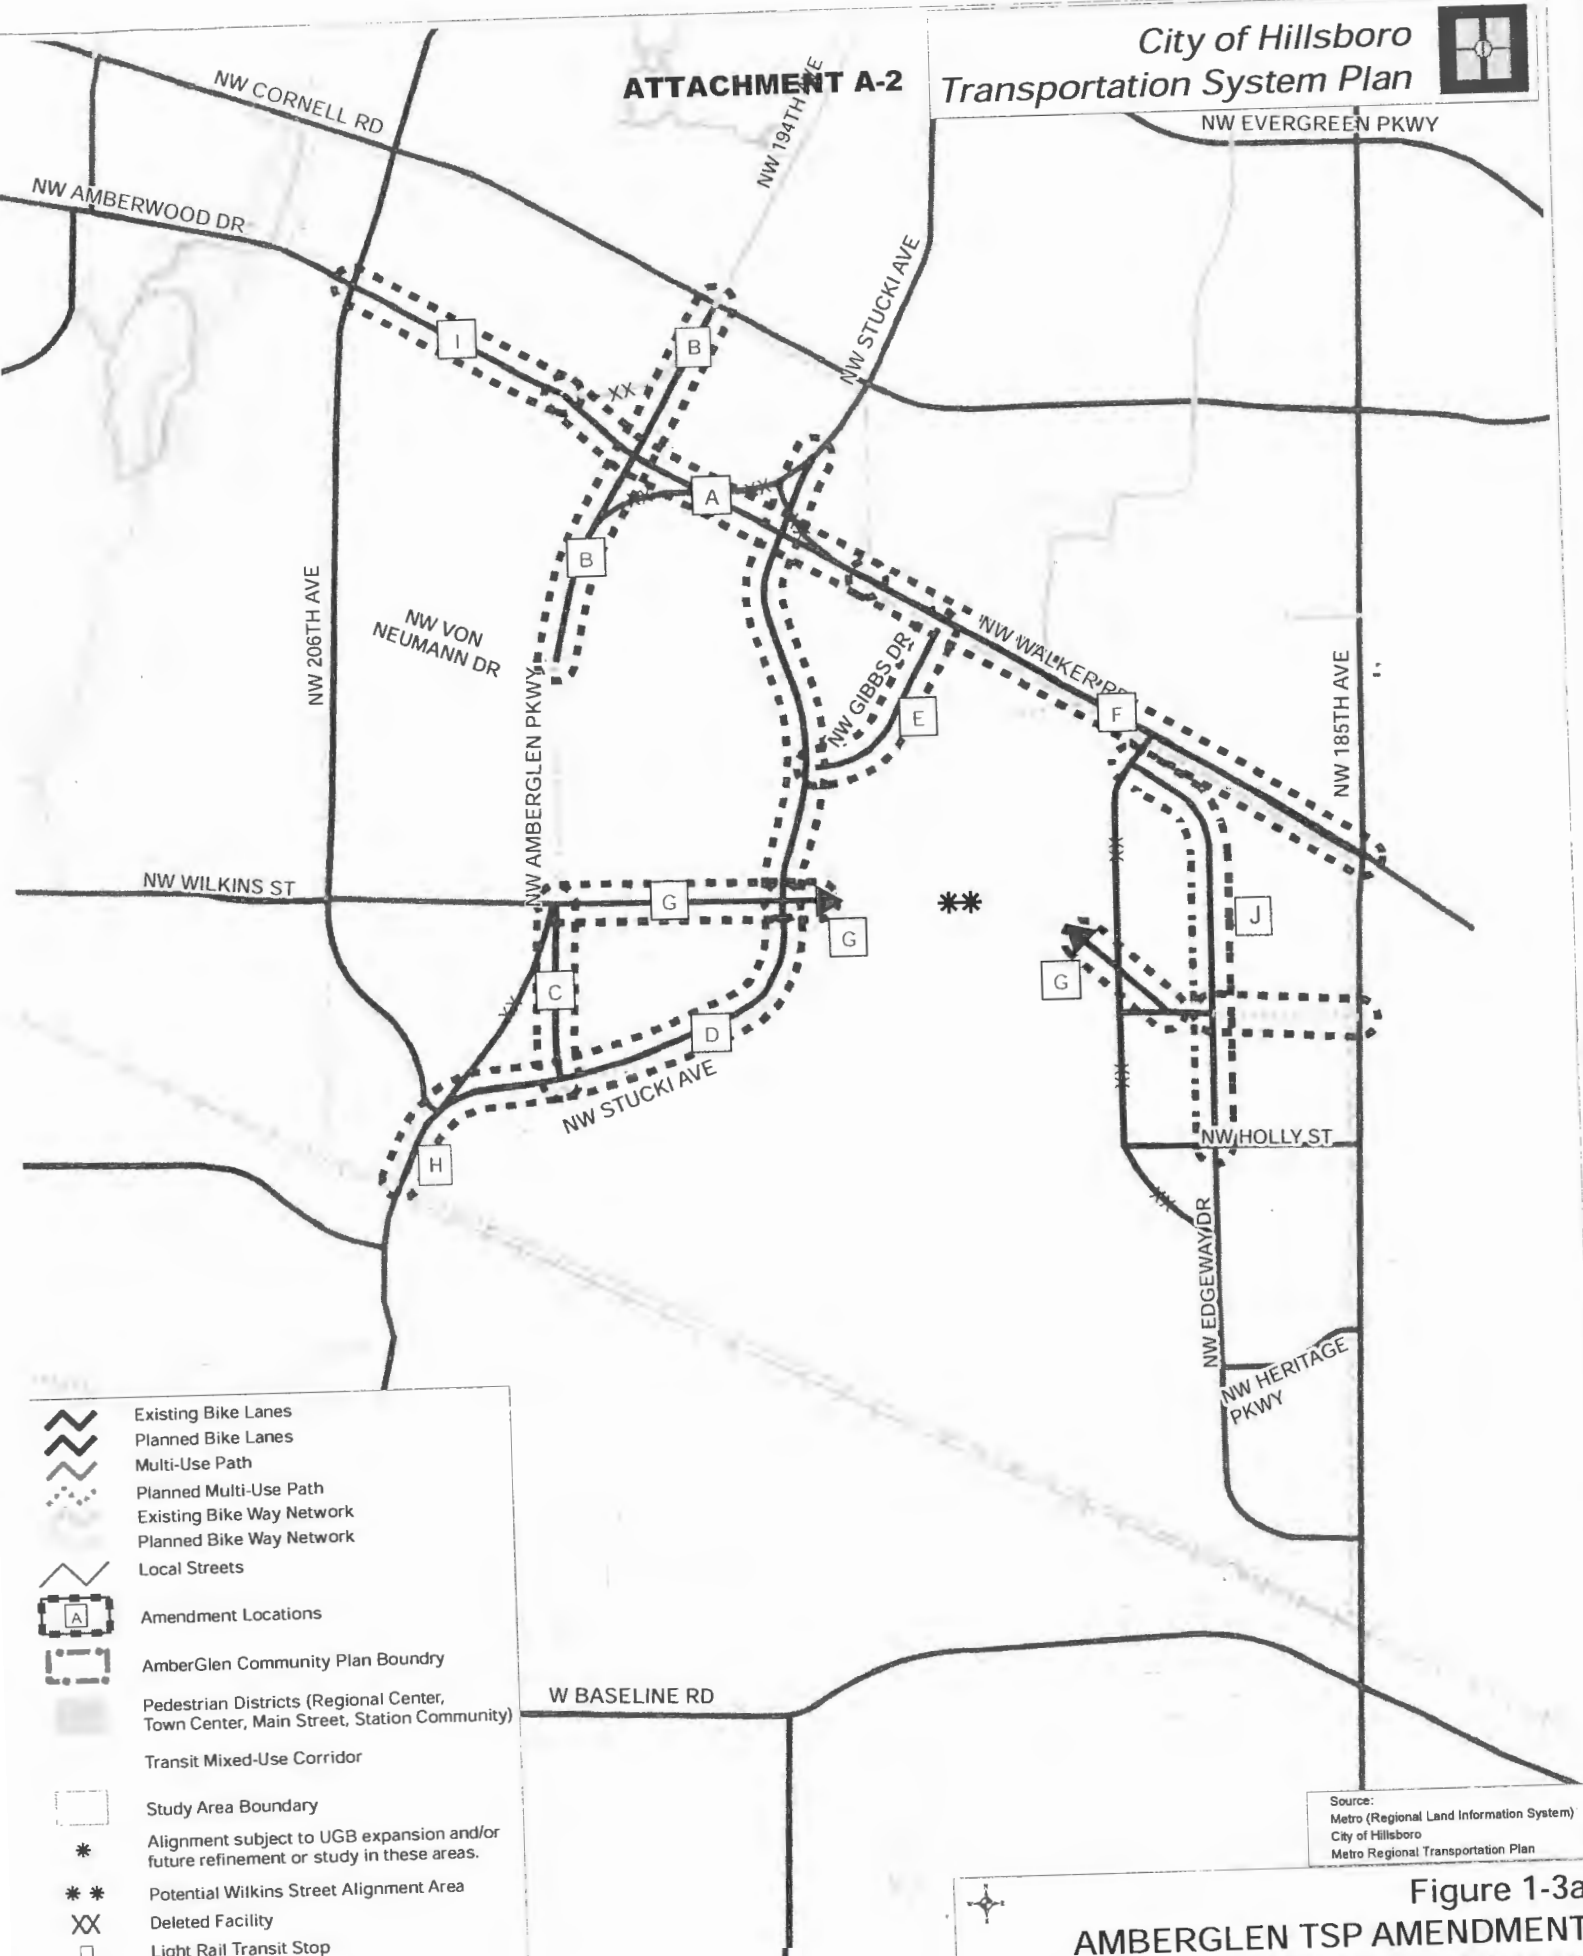 City of Hillsboro
Transportation System Plan
ATTACHMENT A-2
NW EVERGREEN PKWY
NW CORNELL RD
NW 194TH AVE
NW AMBERWOOD DR
NW STUCKI AVE
I
B
XX
A
XX
XX
XX
B
NW 206TH AVE
NW VON
NEUMANN DR
NW GIBBS DR
NW WALKER RD
NW 185TH AVE
NW AMBERGLEN PKWY
E
F
XX
NW WILKINS ST
G
G
**
J
G
C
XX
D
XX
NW STUCKI AVE
NW HOLLY ST
H
XX
NW EDGEWAY DR
NW HERITAGE
PKWY
Existing Bike Lanes
Planned Bike Lanes
Multi-Use Path
Planned Multi-Use Path
Existing Bike Way Network
Planned Bike Way Network
Local Streets
A
Amendment Locations
AmberGlen Community Plan Boundry
Pedestrian Districts (Regional Center,
Town Center, Main Street, Station Community)
Transit Mixed-Use Corridor
Study Area Boundary
* Alignment subject to UGB expansion and/or
future refinement or study in these areas.
* * Potential Wilkins Street Alignment Area
XX Deleted Facility
Light Rail Transit Stop
W BASELINE RD
Source:
Metro (Regional Land Information System)
City of Hillsboro
Metro Regional Transportation Plan
Figure 1-3a
AMBERGLEN TSP AMENDMENT